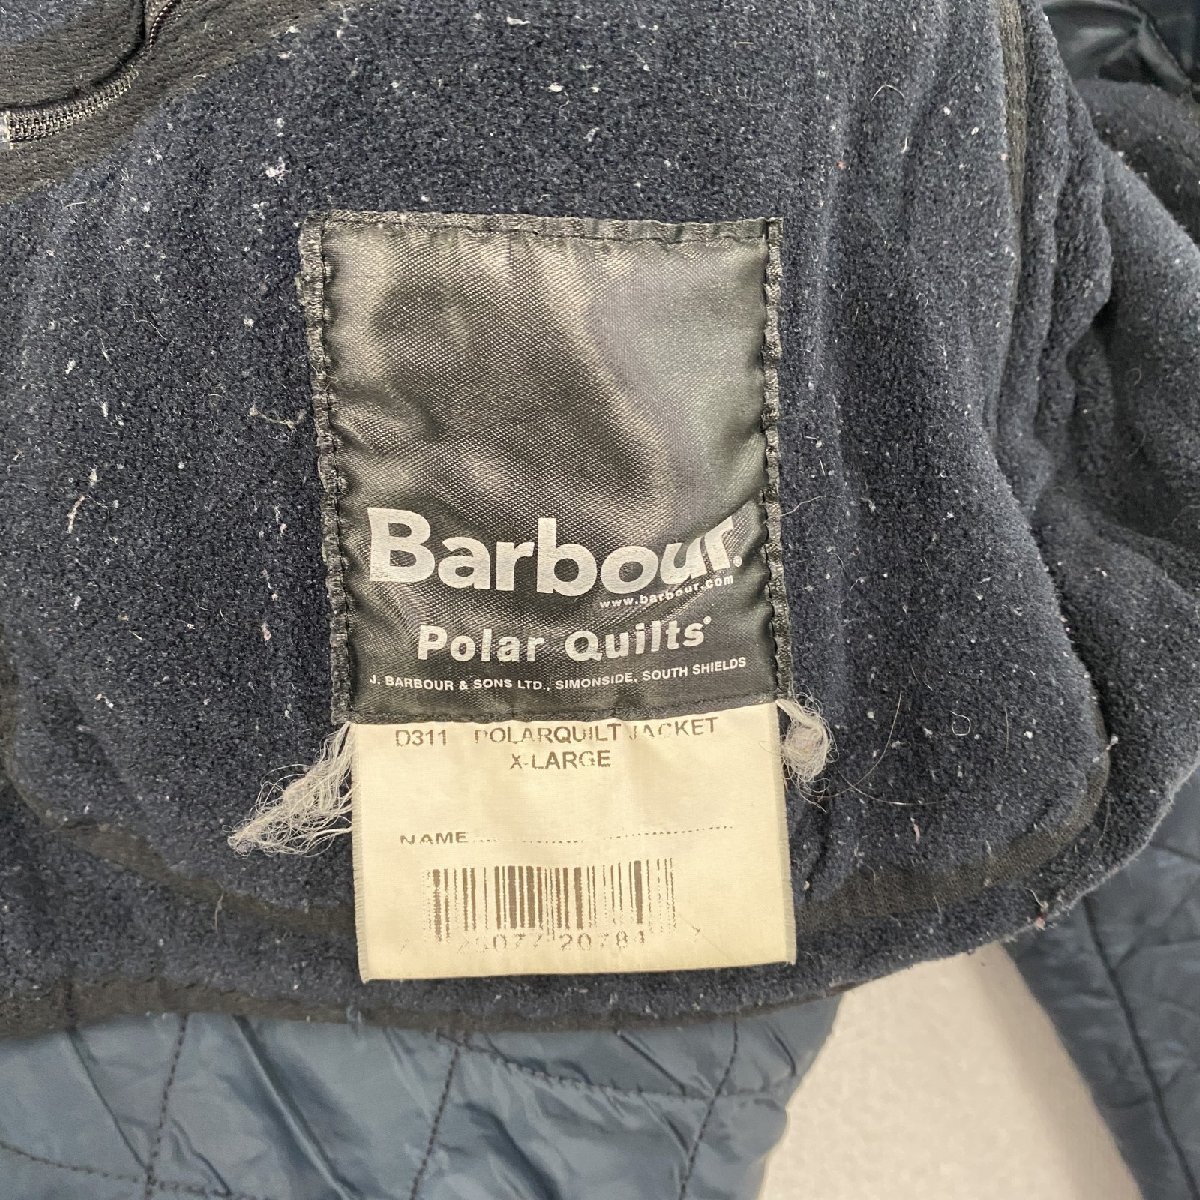 Barbour®
www.barbour.com
Polar Quilts®
J. BARBOUR & SONS LTD., SIMONSIDE, SOUTH SHIELDS
D311 POLARQUILT JACKET
X-LARGE
NAME